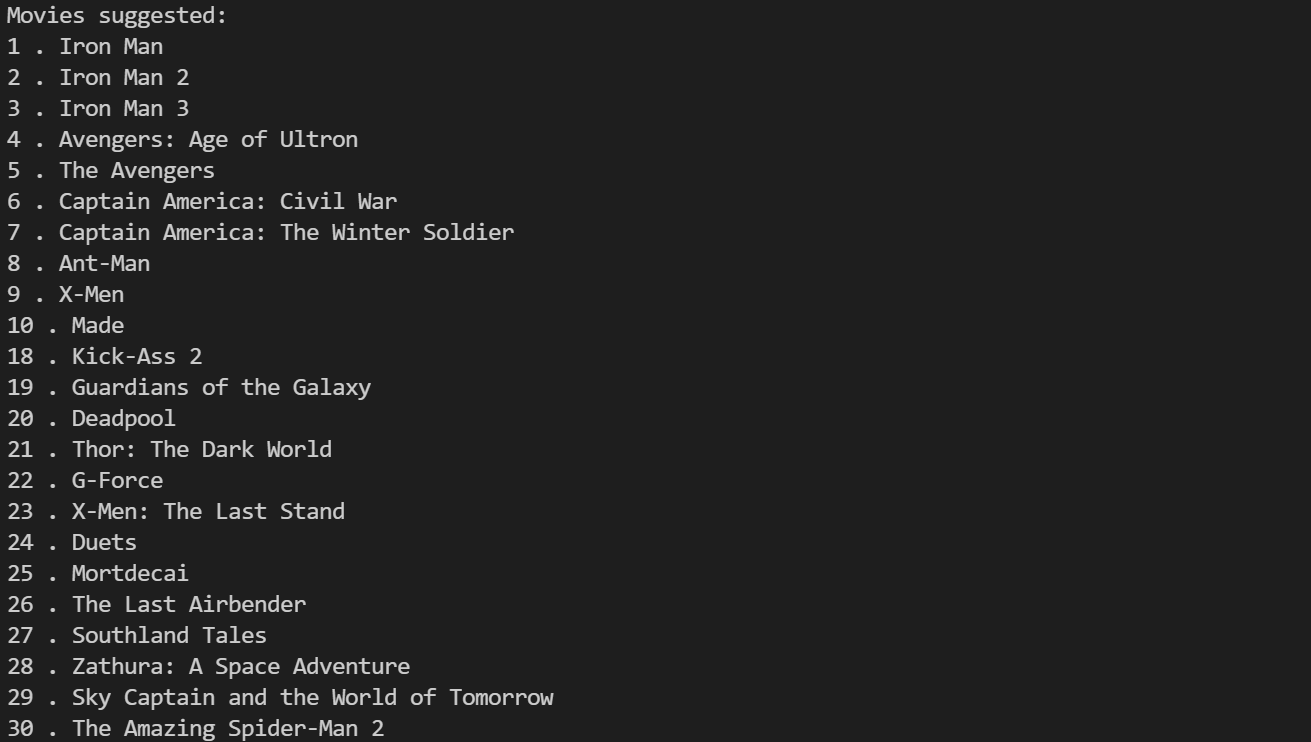 Movies suggested:
1 . Iron Man
2 . Iron Man 2
3 . Iron Man 3
4 . Avengers: Age of Ultron
5 . The Avengers
6 . Captain America: Civil War
7 . Captain America: The Winter Soldier
8 . Ant-Man
9 . X-Men
10 . Made
18 . Kick-Ass 2
19 . Guardians of the Galaxy
20 . Deadpool
21 . Thor: The Dark World
22 . G-Force
23 . X-Men: The Last Stand
24 . Duets
25 . Mortdecai
26 . The Last Airbender
27 . Southland Tales
28 . Zathura: A Space Adventure
29 . Sky Captain and the World of Tomorrow
30 . The Amazing Spider-Man 2